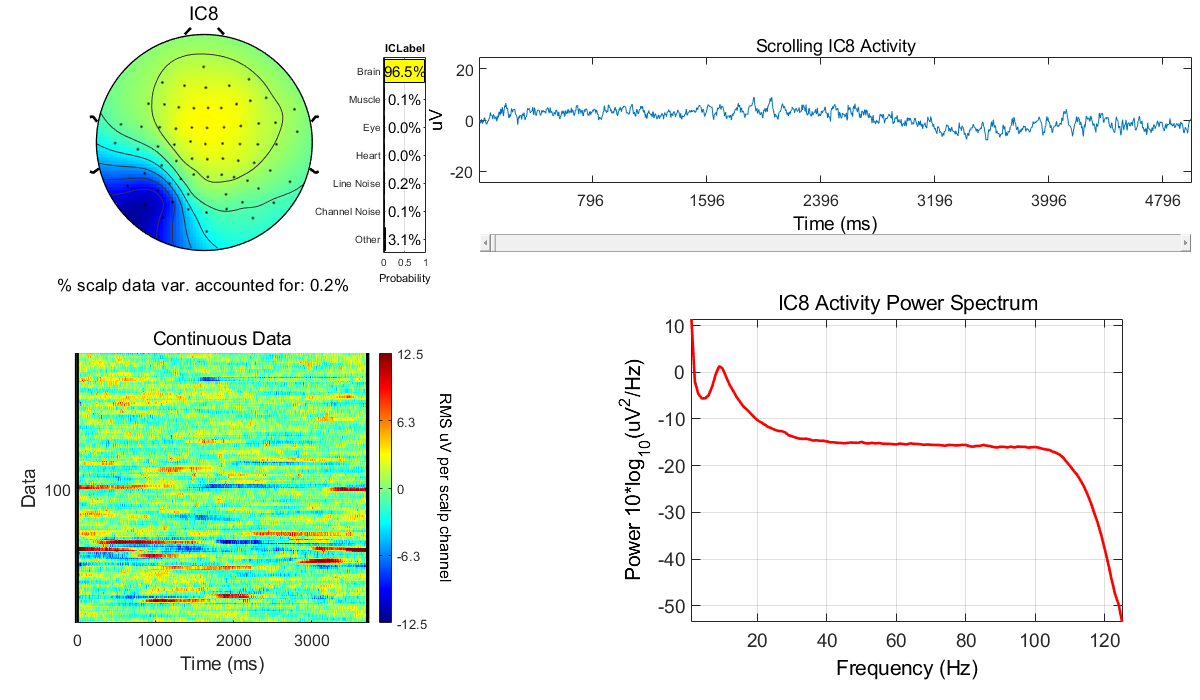 IC8
ICLabel
Brain 96.5%
Muscle 0.1%
Eye 0.0%
Heart 0.0%
Line Noise 0.2%
Channel Noise 0.1%
Other 3.1%
0 0.5 1
Probability
% scalp data var. accounted for: 0.2%
Scrolling IC8 Activity
uV
20
0
-20
796 1596 2396 3196 3996 4796
Time (ms)
Continuous Data
Data
100
0 1000 2000 3000
Time (ms)
12.5
6.3
0
-6.3
-12.5
RMS uV per scalp channel
IC8 Activity Power Spectrum
Power 10*log10(uV2/Hz)
10
0
-10
-20
-30
-40
-50
20 40 60 80 100 120
Frequency (Hz)